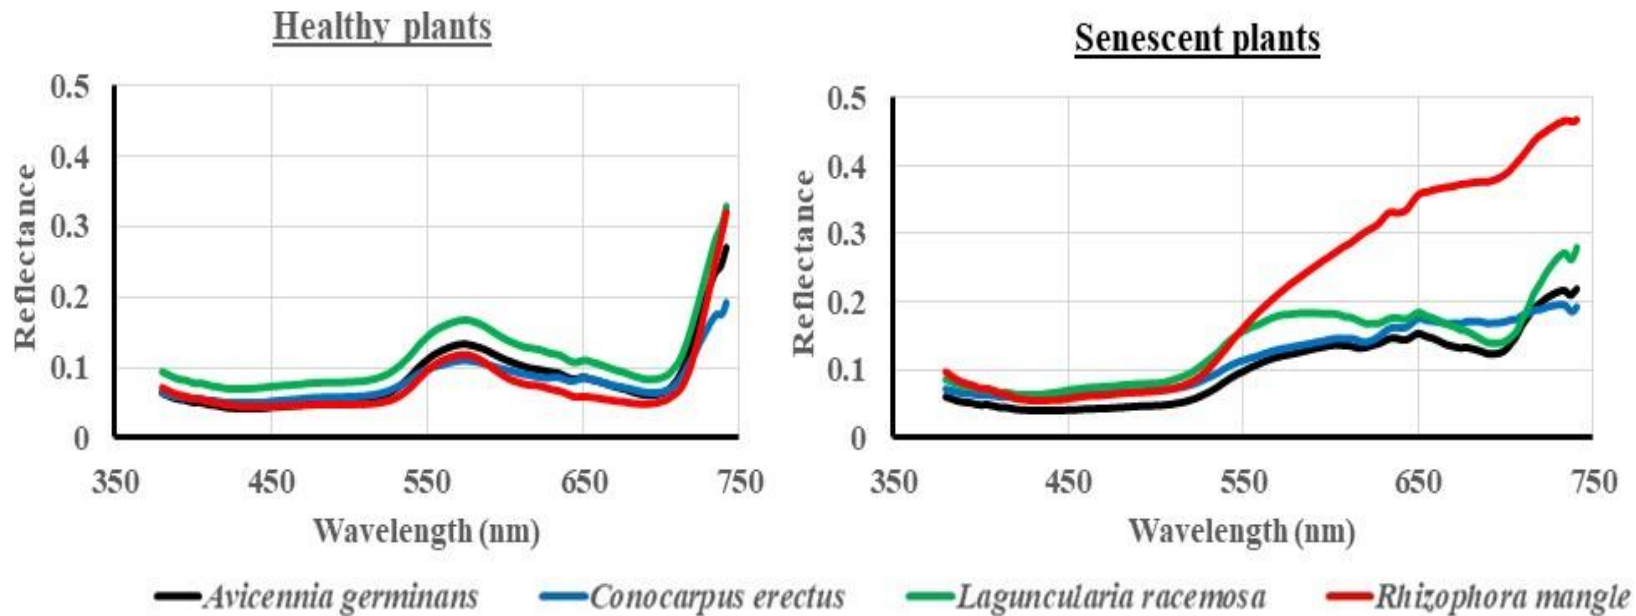 Healthy plants
0.5
0.4
0.3
0.2
0.1
0
Reflectance
350 450 550 650 750
Wavelength (nm)
Senescent plants
0.5
0.4
0.3
0.2
0.1
0
Reflectance
350 450 550 650 750
Wavelength (nm)
Avicennia germinans Conocarpus erectus Laguncularia racemosa Rhizophora mangle